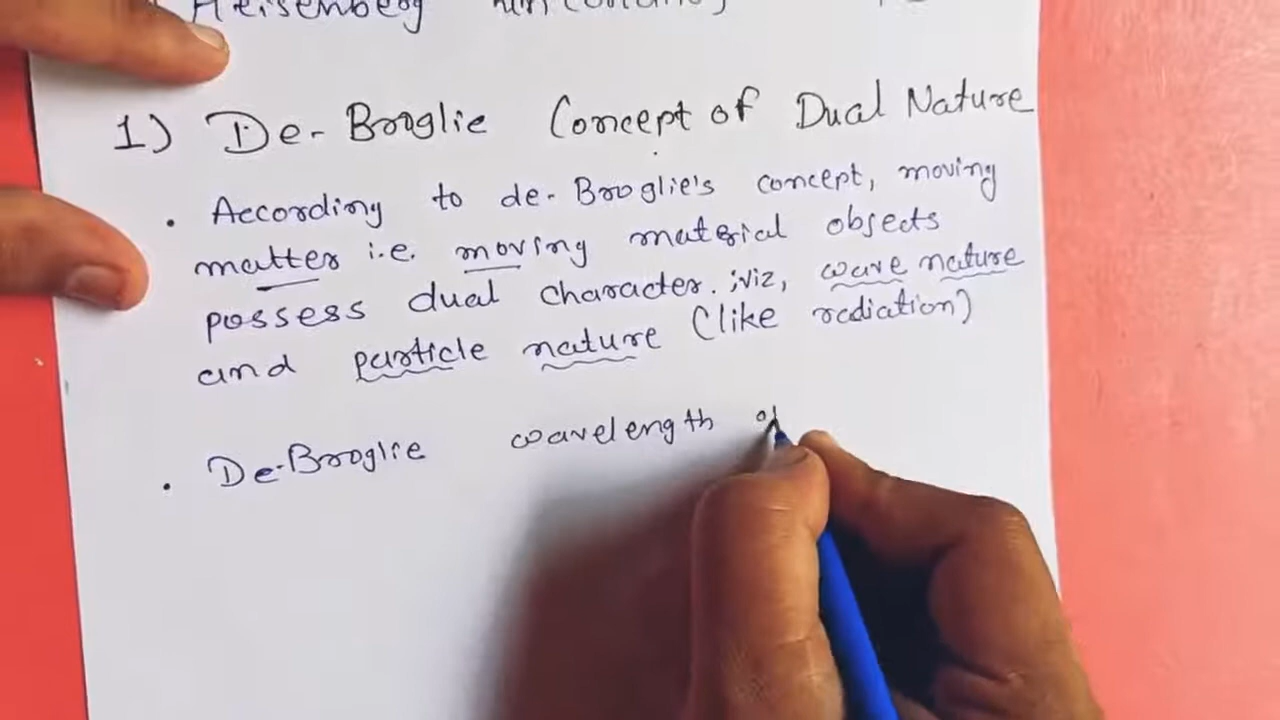 Heisenberg
1) De-Broglie Concept of Dual Nature
. According to de-Broglie's concept, moving
matter i.e. moving material objects
possess dual character. ;viz, wave nature
and particle nature (like radiation)
. De-Broglie wavelength